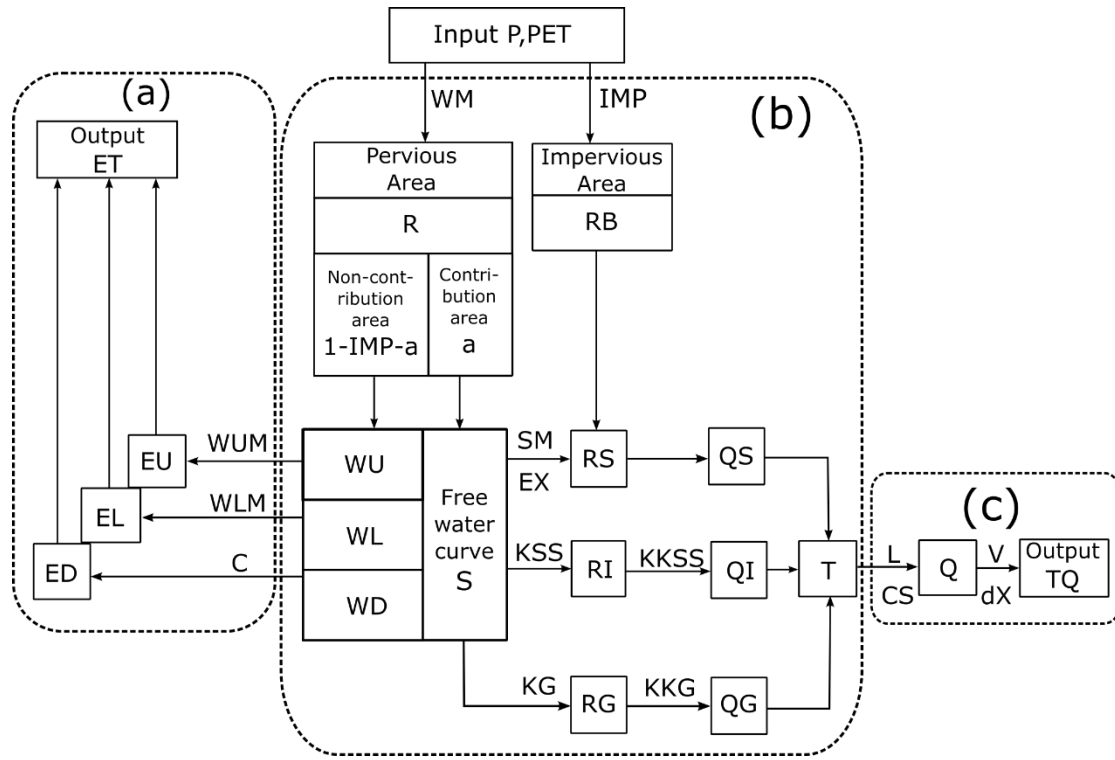 Input P,PET
WM
IMP
(a)
(b)
Output
ET
Pervious
Area
Impervious
Area
R
RB
Non-cont-
ribution
area
1-IMP-a
Contri-
bution
area
a
WUM
EU
WU
SM
EX
RS
QS
WLM
EL
WL
Free
water
curve
S
KSS
RI
KKSS
QI
T
C
ED
WD
KG
RG
KKG
QG
(c)
L
CS
Q
V
dX
Output
TQ